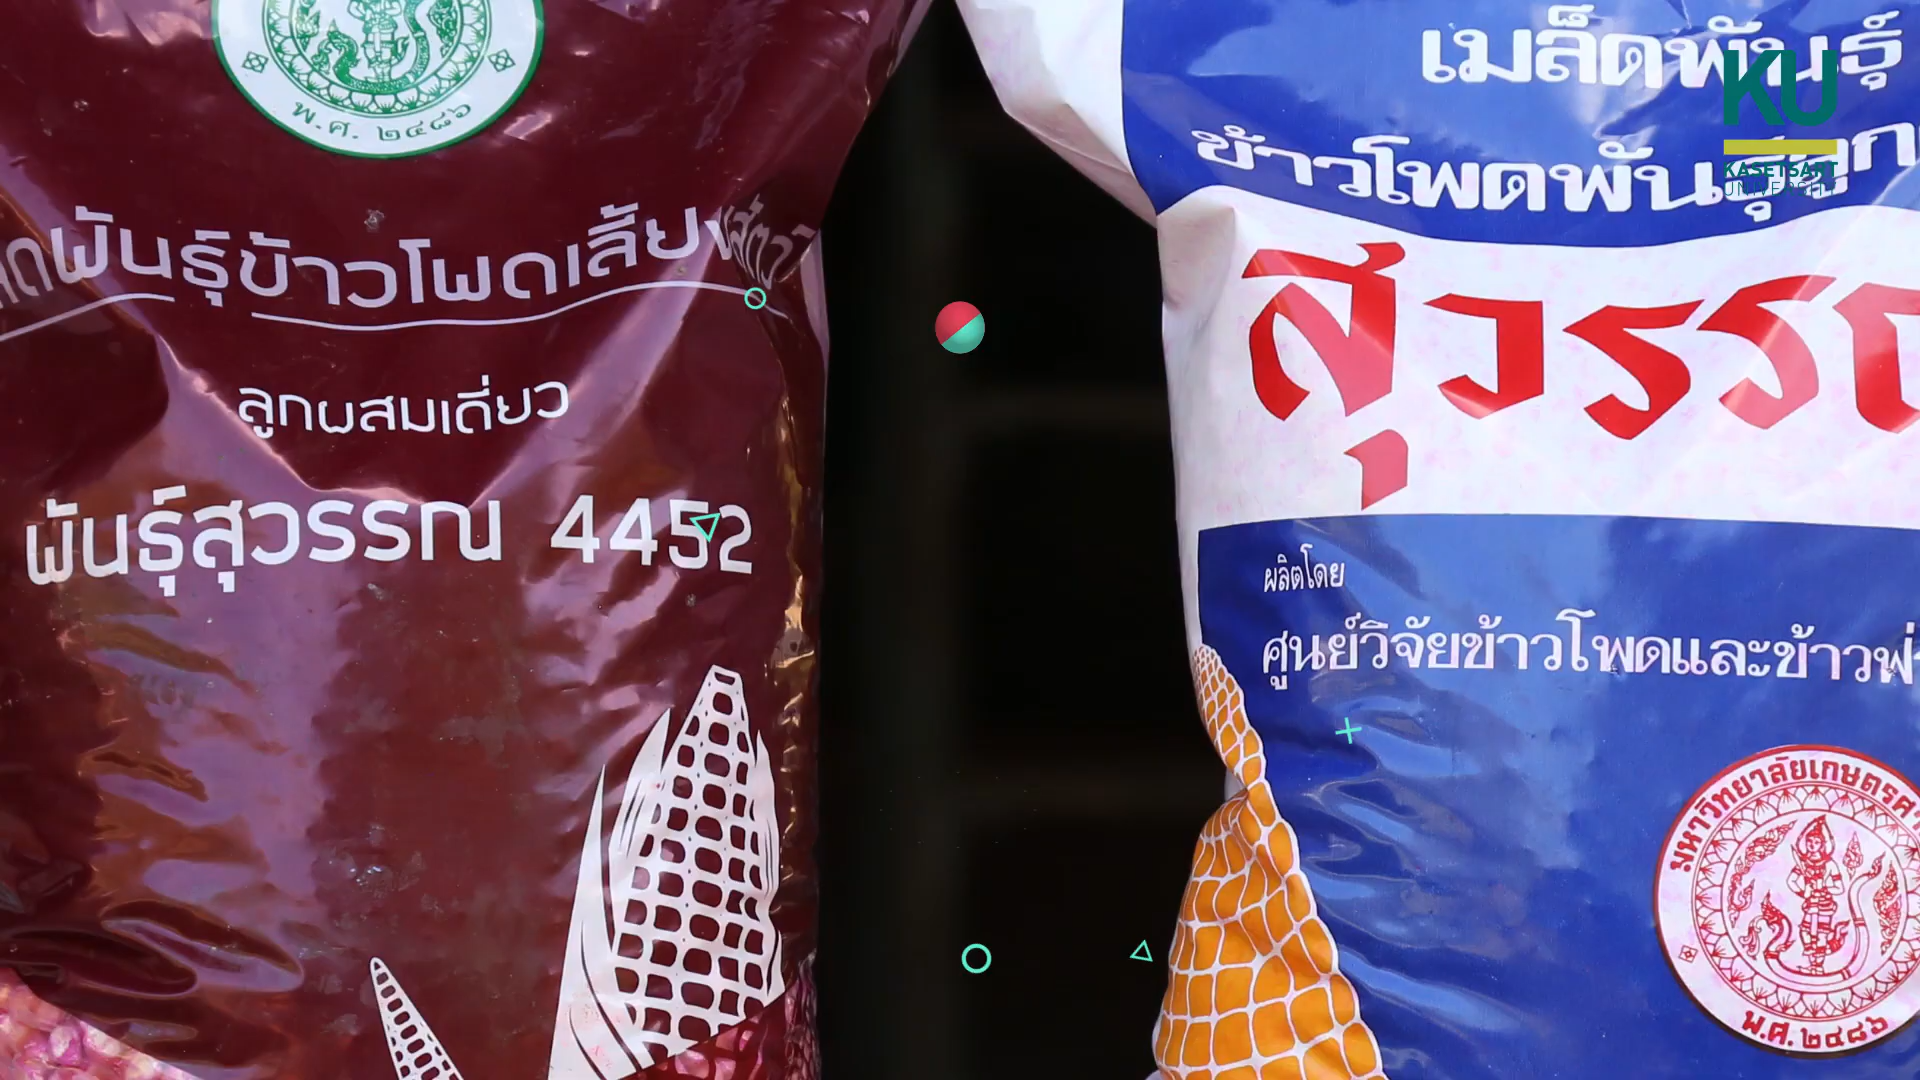 พ.ศ. ๒๔๘๖
พันธุ์ข้าวโพดเลี้ยงสัตว์
ลูกผสมเดี่ยว
พันธุ์สุวรรณ 4452
เมล็ดพันธุ์
ข้าวโพดพันธุ์
สุวรรณ
ผลิตโดย
ศูนย์วิจัยข้าวโพดและข้าวฟ่
มหาวิทยาลัยเกษตรศา
พ.ศ. ๒๔๘๖
KU
KASETSART
UNIVERSITY